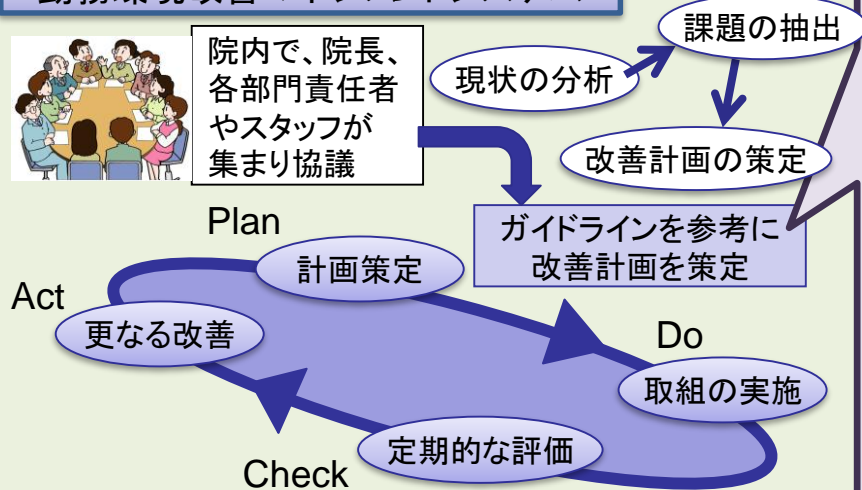 院内で、院長、
各部門責任者
やスタッフが
集まり協議
現状の分析
課題の抽出
改善計画の策定
ガイドラインを参考に
改善計画を策定
Plan
計画策定
Act
更なる改善
Do
取組の実施
定期的な評価
Check